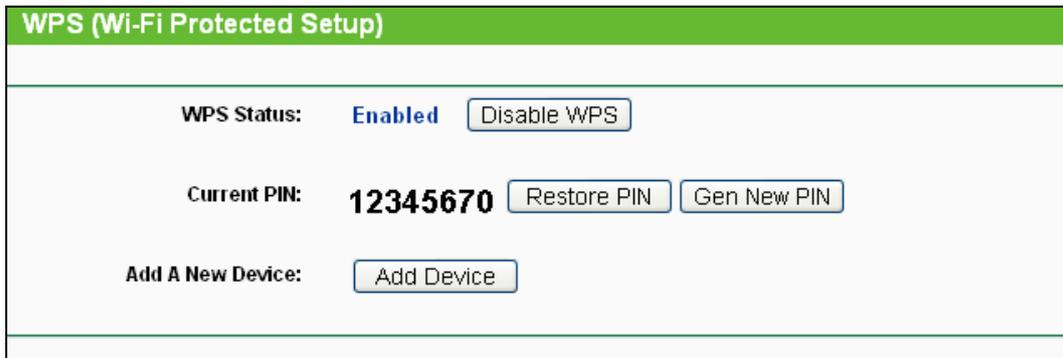 WPS (Wi-Fi Protected Setup)
WPS Status: Enabled Disable WPS
Current PIN: 12345670 Restore PIN Gen New PIN
Add A New Device: Add Device